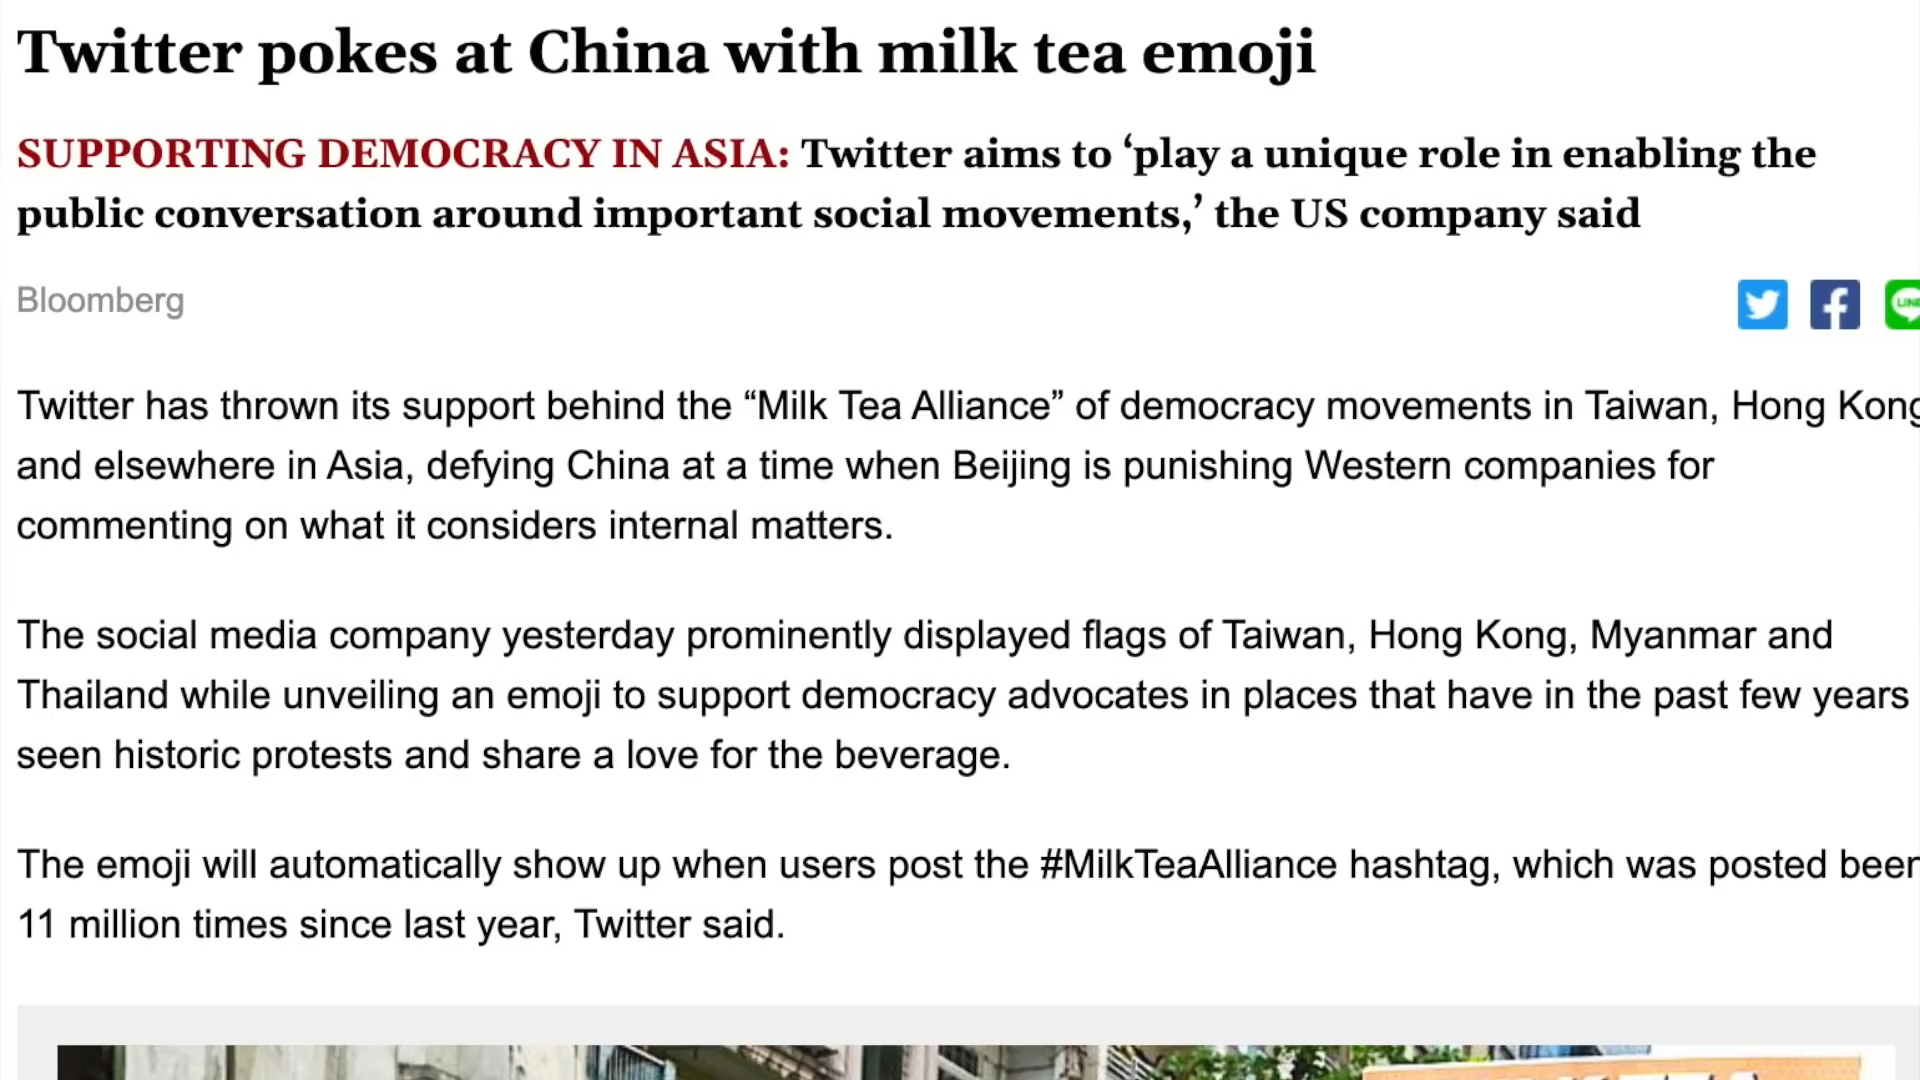 Twitter pokes at China with milk tea emoji
SUPPORTING DEMOCRACY IN ASIA: Twitter aims to ‘play a unique role in enabling the
public conversation around important social movements,’ the US company said
Bloomberg
LINE
Twitter has thrown its support behind the “Milk Tea Alliance” of democracy movements in Taiwan, Hong Kong
and elsewhere in Asia, defying China at a time when Beijing is punishing Western companies for
commenting on what it considers internal matters.
The social media company yesterday prominently displayed flags of Taiwan, Hong Kong, Myanmar and
Thailand while unveiling an emoji to support democracy advocates in places that have in the past few years
seen historic protests and share a love for the beverage.
The emoji will automatically show up when users post the #MilkTeaAlliance hashtag, which was posted been
11 million times since last year, Twitter said.